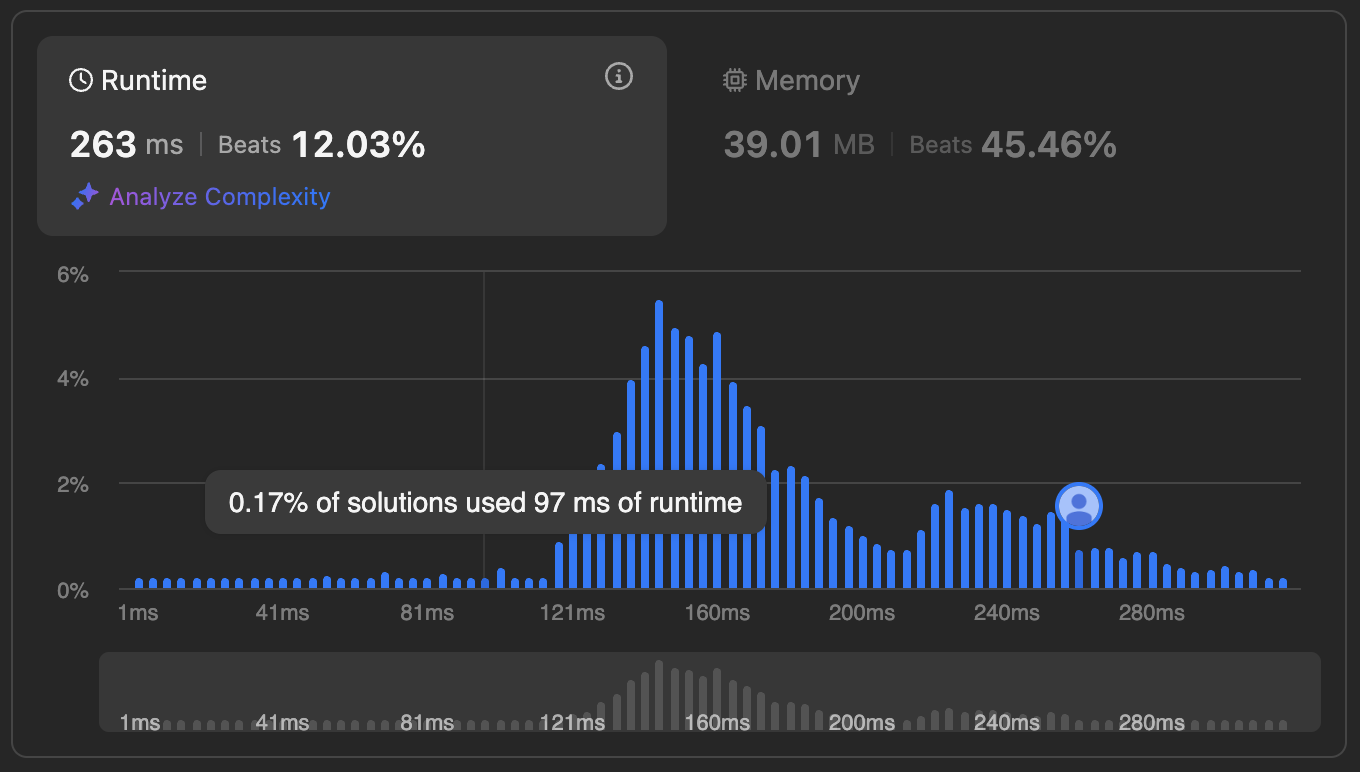 Runtime
263 ms | Beats 12.03%
Analyze Complexity
Memory
39.01 MB | Beats 45.46%
6%
4%
2%
0%
0.17% of solutions used 97 ms of runtime
1ms 41ms 81ms 121ms 160ms 200ms 240ms 280ms
1ms 41ms 81ms 121ms 160ms 200ms 240ms 280ms